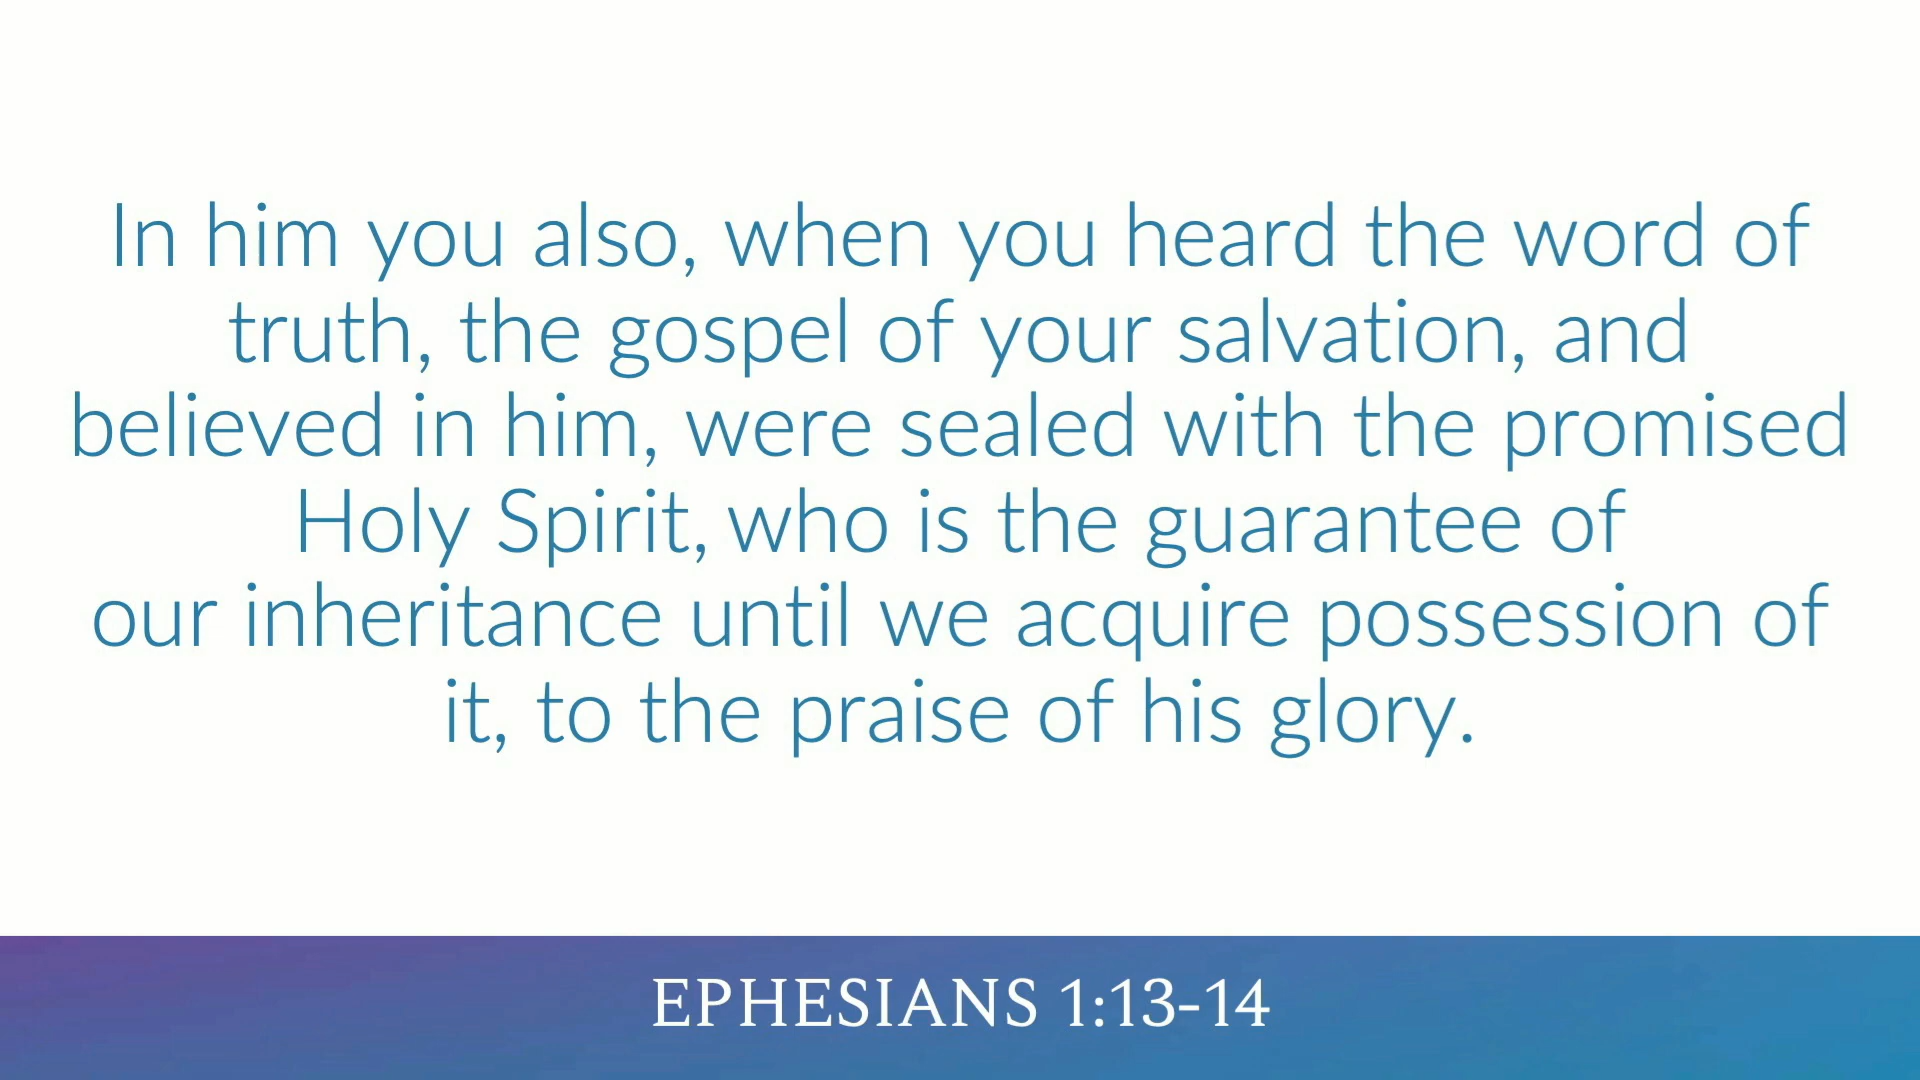 In him you also, when you heard the word of
truth, the gospel of your salvation, and
believed in him, were sealed with the promised
Holy Spirit, who is the guarantee of
our inheritance until we acquire possession of
it, to the praise of his glory.
EPHESIANS 1:13-14